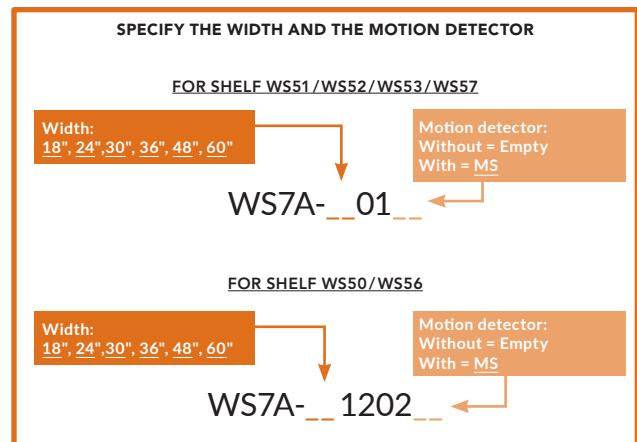 SPECIFY THE WIDTH AND THE MOTION DETECTOR
FOR SHELF WS51/WS52/WS53/WS57
Width:
18", 24",30", 36", 48", 60"
Motion detector:
Without = Empty
With = MS
WS7A-__01__
FOR SHELF WS50/WS56
Width:
18", 24",30", 36", 48", 60"
Motion detector:
Without = Empty
With = MS
WS7A-__1202__